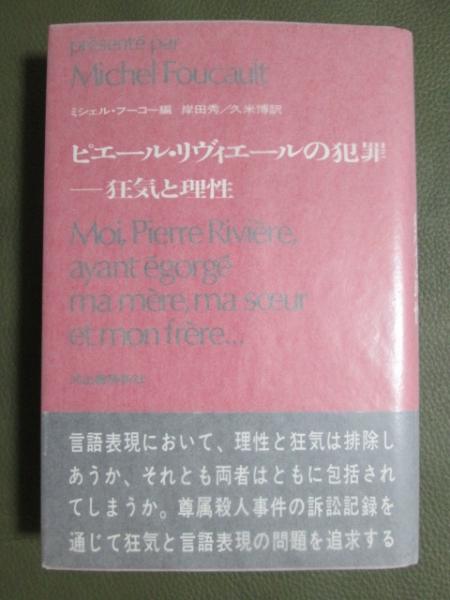 présenté par
Michel Foucault
ミシェル・フーコー編 岸田秀／久米博訳
ピエール・リヴィエールの犯罪
—狂気と理性
Moi, Pierre Rivière,
ayant égorgé
ma mère, ma sœur
et mon frère...
河出書房新社
言語表現において、理性と狂気は排除し
あうか、それとも両者はともに包括され
てしまうか。尊属殺人事件の訴訟記録を
通じて狂気と言語表現の問題を追求する